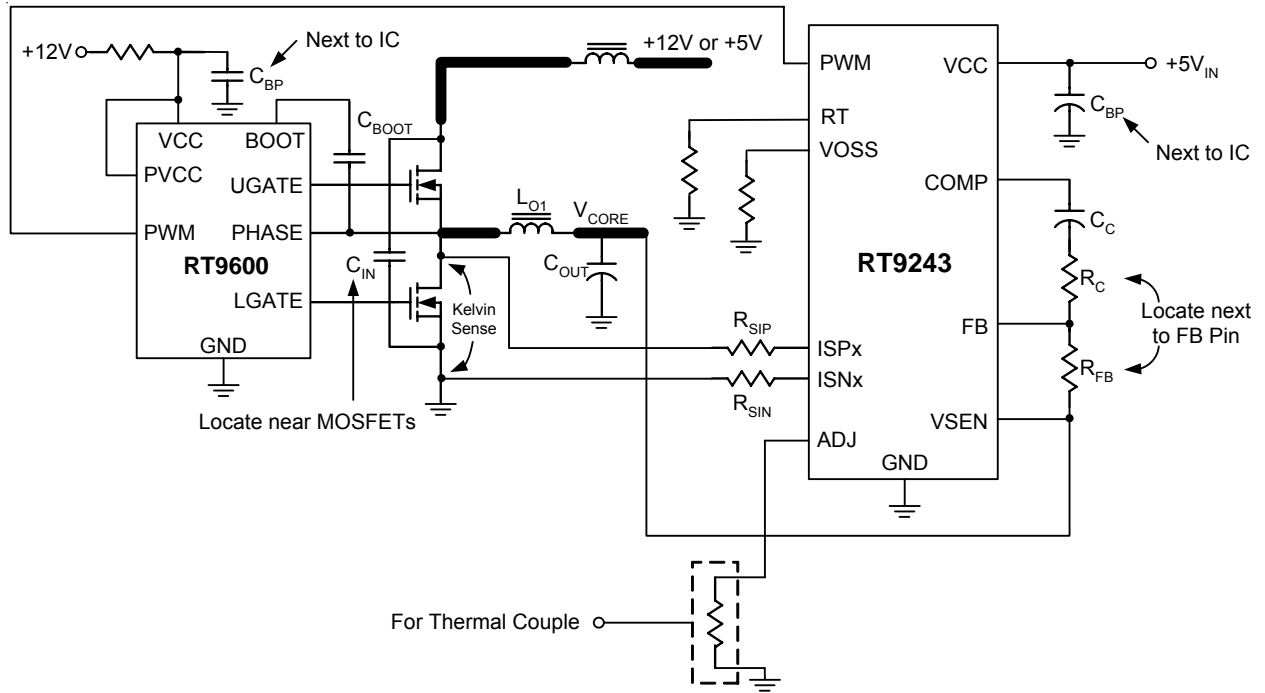 +12V
Next to IC
C_BP
+12V or +5V
VCC
BOOT
PVCC
UGATE
PWM
PHASE
RT9600
LGATE
GND
C_BOOT
L_O1
V_CORE
C_IN
C_OUT
Kelvin
Sense
Locate near MOSFETs
R_SIP
R_SIN
PWM
VCC
RT
VOSS
COMP
RT9243
FB
ISPx
ISNx
VSEN
ADJ
GND
+5V_IN
C_BP
Next to IC
C_C
R_C
Locate next
to FB Pin
R_FB
For Thermal Couple